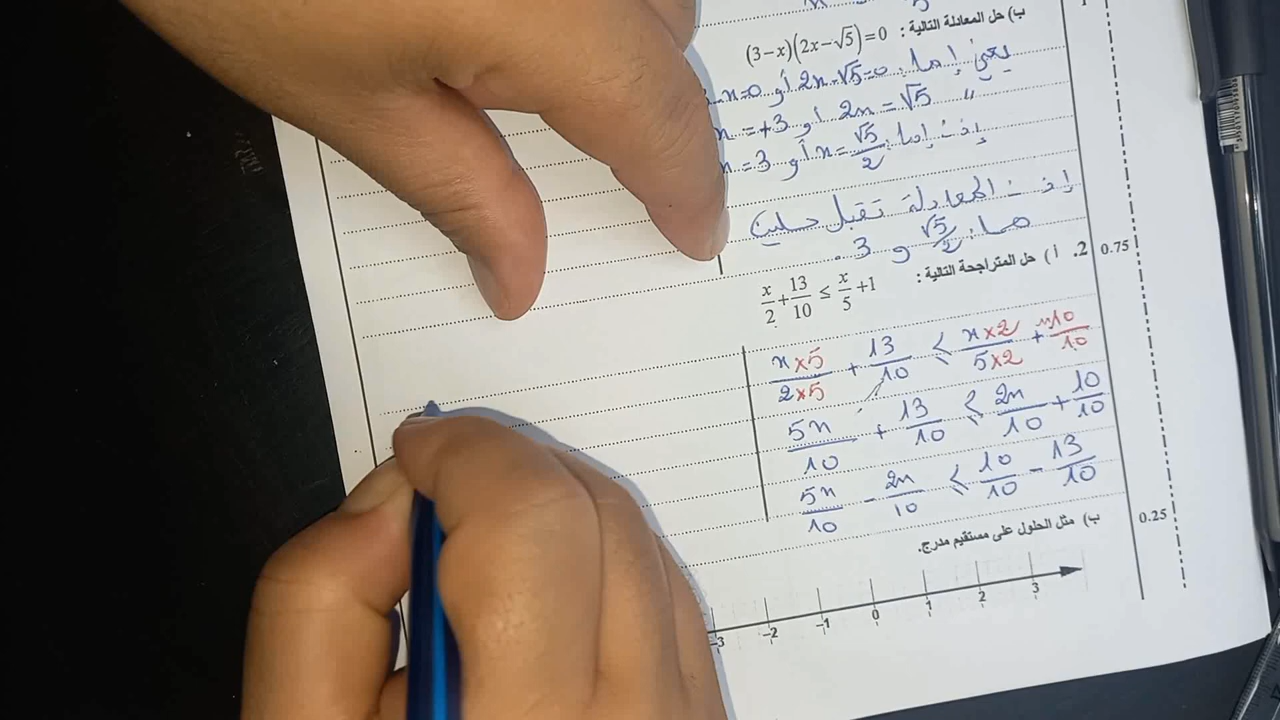 ب) حل المعادلة التالية : (3−x)(2x−√5)=0
يعني إما: x=0 أو 2x-√5=0
" x=+3 أو 2x=√5
إذن إما: x=√5/2 أو x=3
إذن المعادلة تقبل حلين
هما: √5/2 و 3.
0.75
2. أ) حل المتراجحة التالية :
x/2 + 13/10 ≤ x/5 + 1
x×5/2×5 + 13/10 ≤ x×2/5×2 + ×10/10
5x/10 + 13/10 ≤ 2x/10 + 10/10
5x/10 - 2x/10 ≤ 10/10 - 13/10
0.25
ب) مثل الحلول على مستقيم مدرج.
−3 −2 −1 0 1 2 3